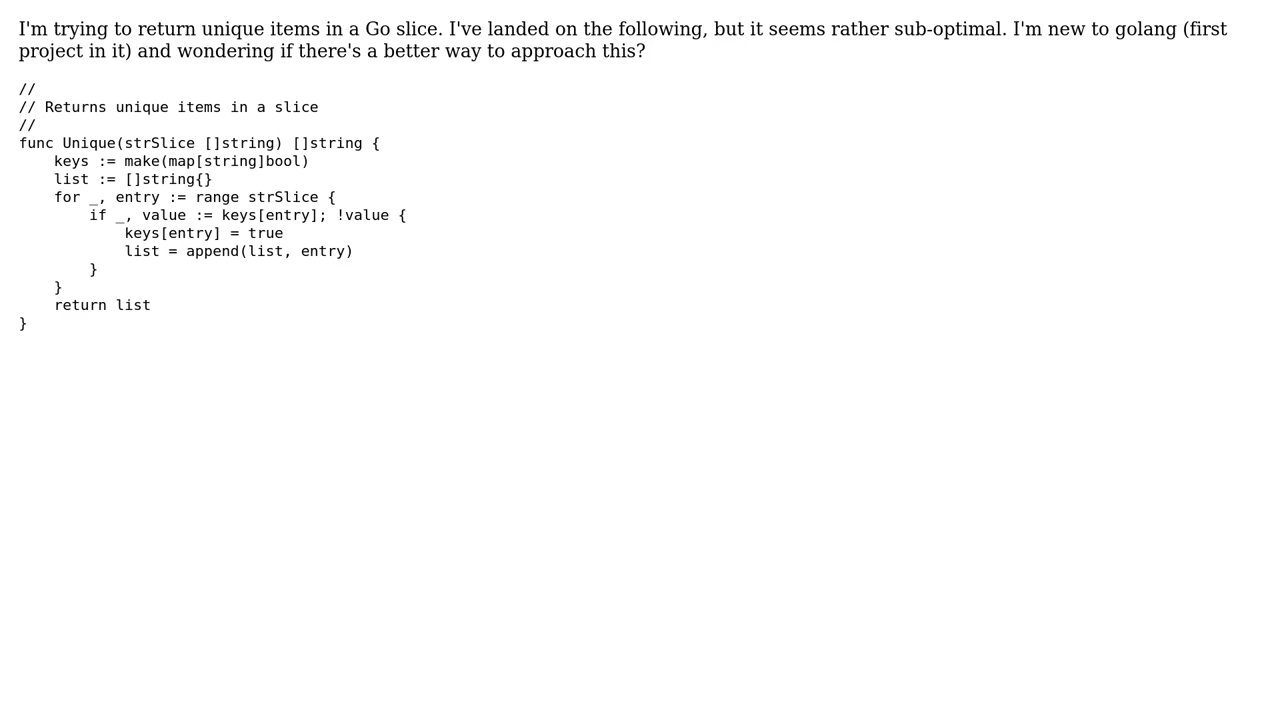 I'm trying to return unique items in a Go slice. I've landed on the following, but it seems rather sub-optimal. I'm new to golang (first
project in it) and wondering if there's a better way to approach this?
//
// Returns unique items in a slice
//
func Unique(strSlice []string) []string {
    keys := make(map[string]bool)
    list := []string{}
    for _, entry := range strSlice {
        if _, value := keys[entry]; !value {
            keys[entry] = true
            list = append(list, entry)
        }
    }
    return list
}